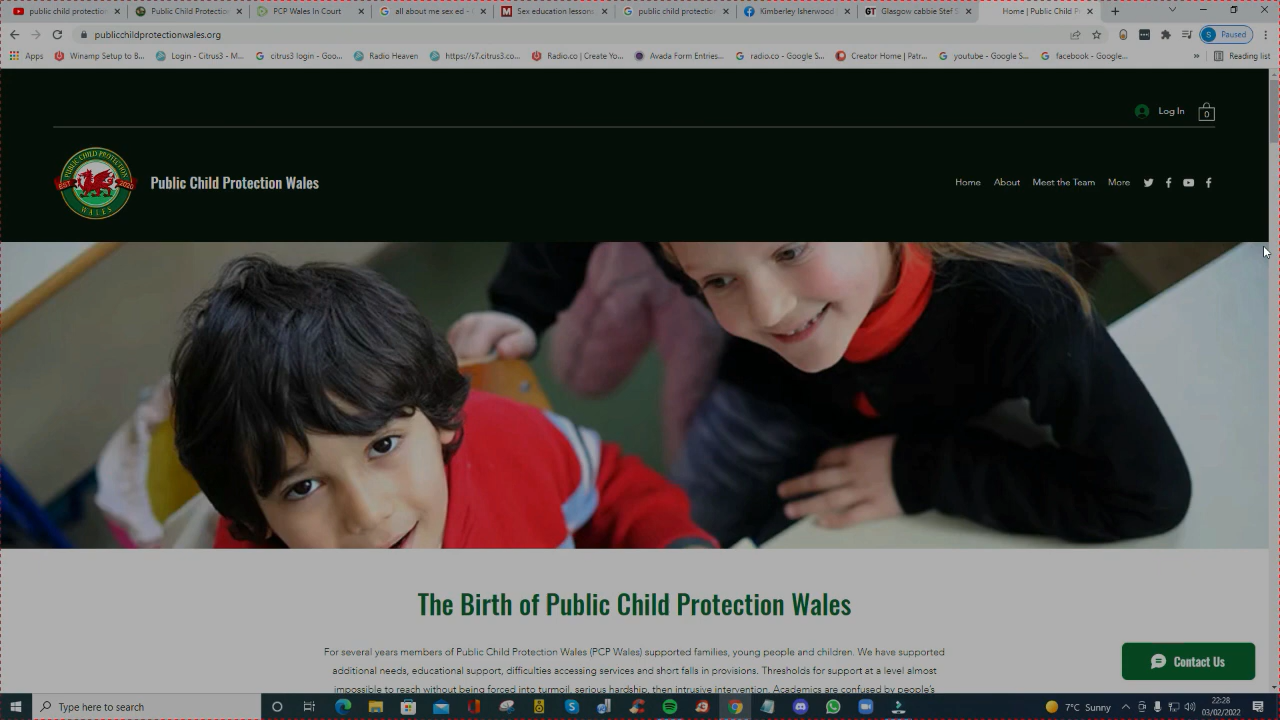 public child protection
Public Child Protectio
PCP Wales In Court
all about me sex ed -
Sex education lesson
public child protectio
Kimberley Isherwood
Glasgow cabbie Stef S
Home | Public Child P
publicchildprotectionwales.org
Paused
Apps
Winamp Setup to B...
Login - Citrus3 - M...
citrus3 login - Goo...
Radio Heaven
https://s7.citrus3.co...
Radio.co | Create Yo...
Avada Form Entries...
radio.co - Google S...
Creator Home | Patr...
youtube - Google S...
facebook - Google...
»
Reading list
Log In
0
PUBLIC CHILD PROTECTION
EST 2020
WALES
Public Child Protection Wales
Home
About
Meet the Team
More
The Birth of Public Child Protection Wales
For several years members of Public Child Protection Wales (PCP Wales) supported families, young people and children. We have supported
additional needs, educational support, difficulties accessing services and short falls in provisions. Thresholds for support at a level almost
impossible to reach without being forced into turmoil, serious hardship, then intrusive intervention. Academics are confused by people's
Contact Us
Type here to search
7°C Sunny
22:28
03/02/2022